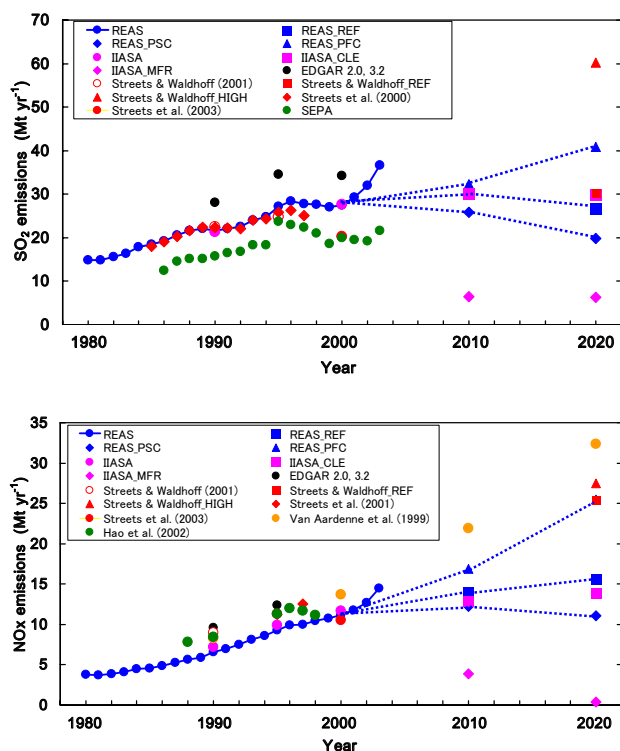 70
60
50
40
30
20
10
0
SO2 emissions (Mt yr-1)
REAS
REAS_REF
REAS_PSC
REAS_PFC
IIASA
IIASA_CLE
IIASA_MFR
EDGAR 2.0, 3.2
Streets & Waldhoff (2001)
Streets & Waldhoff_REF
Streets & Waldhoff_HIGH
Streets et al. (2000)
Streets et al. (2003)
SEPA
1980
1990
2000
2010
2020
Year
35
30
25
20
15
10
5
0
NOx emissions (Mt yr-1)
REAS
REAS_REF
REAS_PSC
REAS_PFC
IIASA
IIASA_CLE
IIASA_MFR
EDGAR 2.0, 3.2
Streets & Waldhoff (2001)
Streets & Waldhoff_REF
Streets & Waldhoff_HIGH
Streets et al. (2001)
Streets et al. (2003)
Van Aardenne et al. (1999)
Hao et al. (2002)
1980
1990
2000
2010
2020
Year